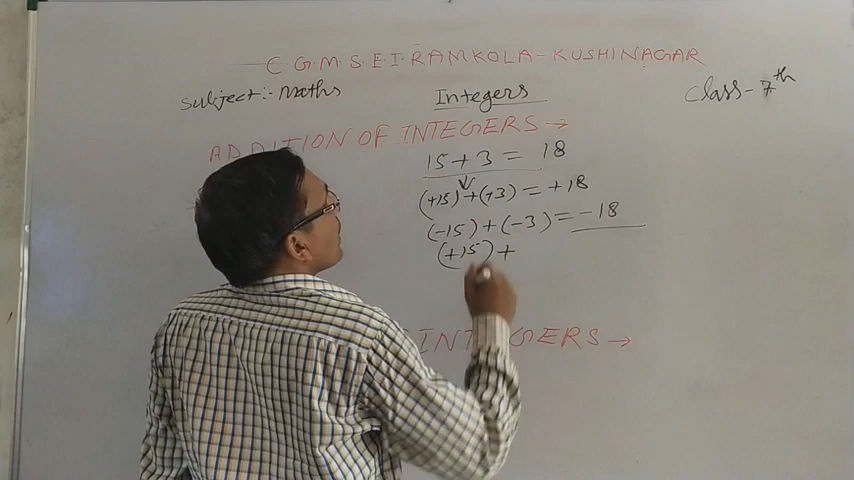 C.G.M.S.E.I. RAMKOLA-KUSHINAGAR
Subject:- Maths
Integers
Class- 7th
ADDITION OF INTEGERS →
15 + 3 = 18
(+15) + (+3) = +18
(-15) + (-3) = -18
(+15) +
INTEGERS →